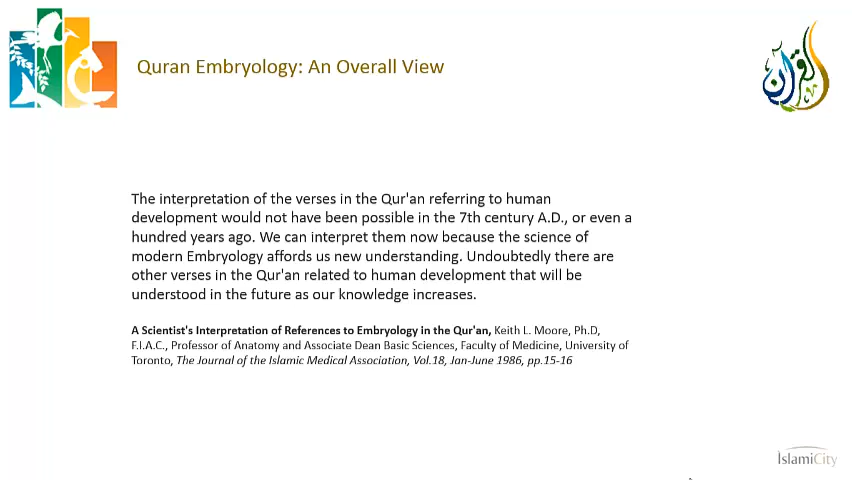 Quran Embryology: An Overall View
القرآن
The interpretation of the verses in the Qur'an referring to human
development would not have been possible in the 7th century A.D., or even a
hundred years ago. We can interpret them now because the science of
modern Embryology affords us new understanding. Undoubtedly there are
other verses in the Qur'an related to human development that will be
understood in the future as our knowledge increases.
A Scientist's Interpretation of References to Embryology in the Qur'an, Keith L. Moore, Ph.D,
F.I.A.C., Professor of Anatomy and Associate Dean Basic Sciences, Faculty of Medicine, University of
Toronto, The Journal of the Islamic Medical Association, Vol.18, Jan-June 1986, pp.15-16
IslamiCity